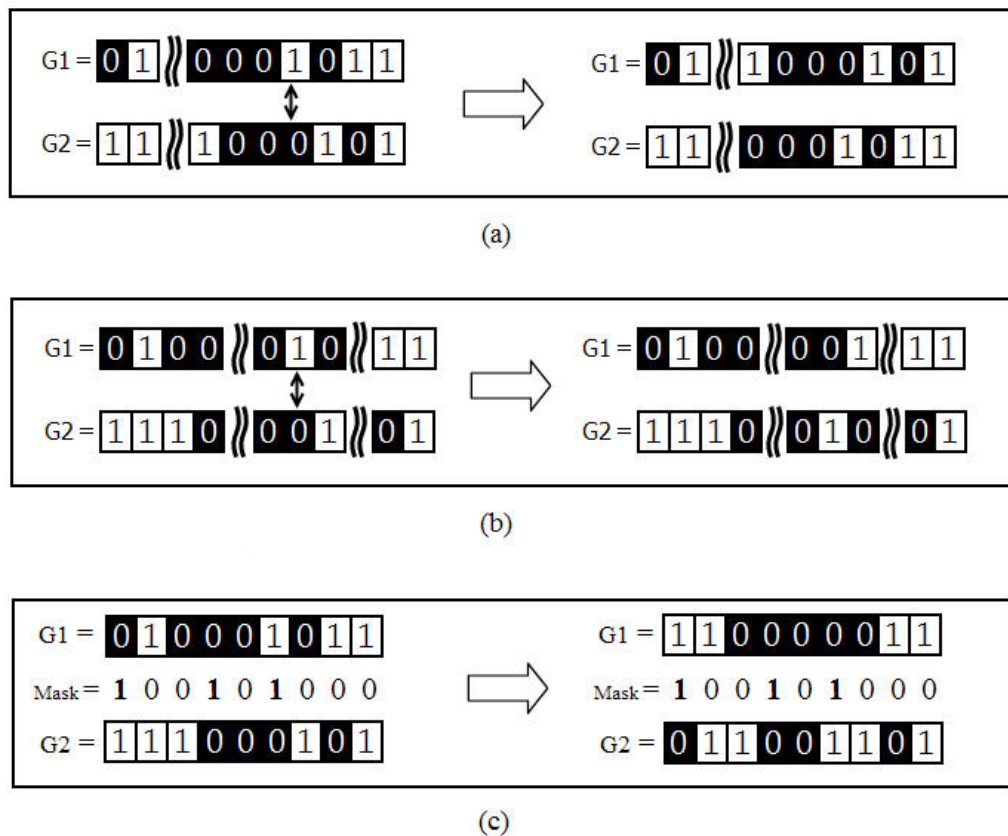 G1 = 0 1 0 0 0 1 0 1 1 G1 = 0 1 1 0 0 0 1 0 1
G2 = 1 1 1 0 0 0 1 0 1 G2 = 1 1 0 0 0 1 0 1 1
(a)
G1 = 0 1 0 0 0 1 0 1 1 G1 = 0 1 0 0 0 0 1 1 1
G2 = 1 1 1 0 0 0 1 0 1 G2 = 1 1 1 0 0 1 0 0 1
(b)
G1 = 0 1 0 0 0 1 0 1 1 G1 = 1 1 0 0 0 0 0 1 1
Mask = 1 0 0 1 0 1 0 0 0 Mask = 1 0 0 1 0 1 0 0 0
G2 = 1 1 1 0 0 0 1 0 1 G2 = 0 1 1 0 0 1 1 0 1
(c)